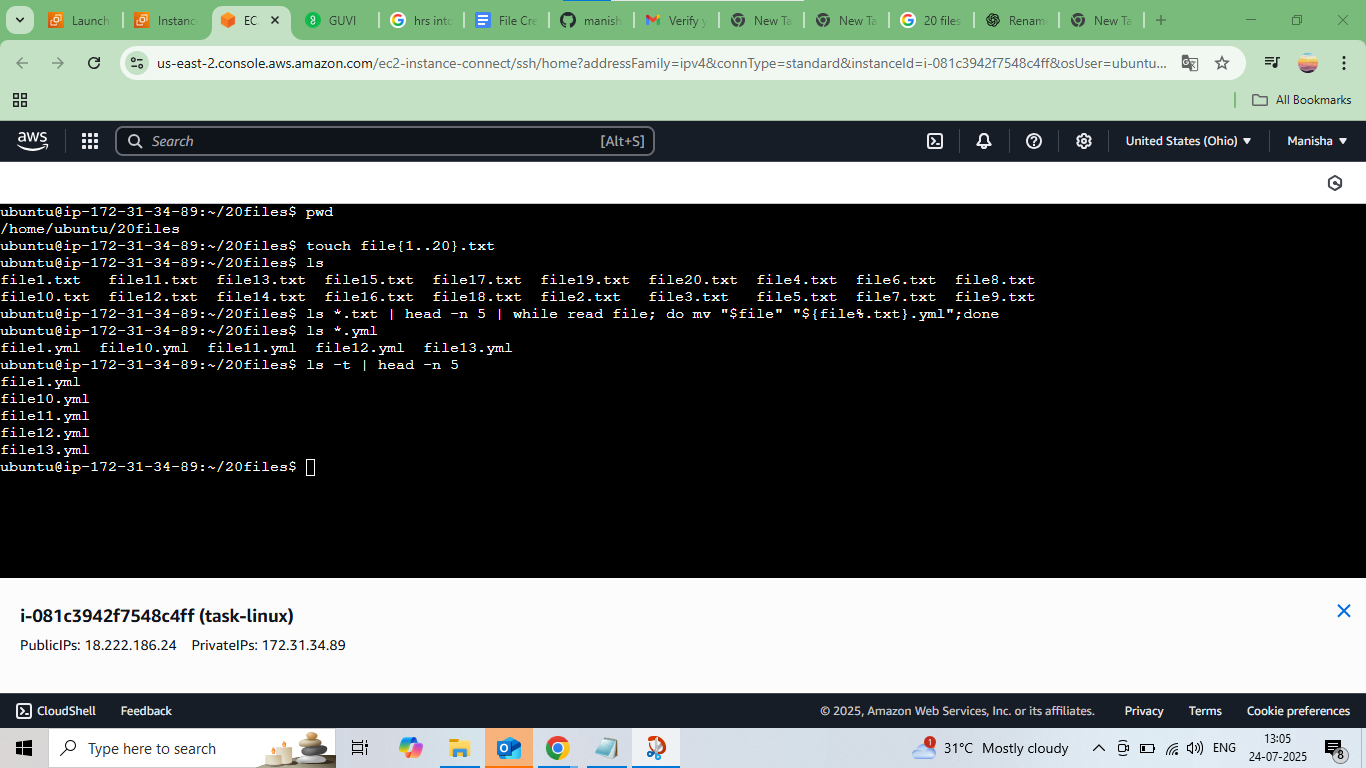 Launch
Instanc
EC
GUVI
hrs into
File Cre
manish
Verify y
New Ta
New Ta
20 files
Renam
New Ta
us-east-2.console.aws.amazon.com/ec2-instance-connect/ssh/home?addressFamily=ipv4&connType=standard&instanceId=i-081c3942f7548c4ff&osUser=ubuntu...
All Bookmarks
aws
Search
[Alt+S]
United States (Ohio)
Manisha
ubuntu@ip-172-31-34-89:~/20files$ pwd
/home/ubuntu/20files
ubuntu@ip-172-31-34-89:~/20files$ touch file{1..20}.txt
ubuntu@ip-172-31-34-89:~/20files$ ls
file1.txt   file11.txt  file13.txt  file15.txt  file17.txt  file19.txt  file20.txt  file4.txt  file6.txt  file8.txt
file10.txt  file12.txt  file14.txt  file16.txt  file18.txt  file2.txt   file3.txt   file5.txt  file7.txt  file9.txt
ubuntu@ip-172-31-34-89:~/20files$ ls *.txt | head -n 5 | while read file; do mv "$file" "${file%.txt}.yml";done
ubuntu@ip-172-31-34-89:~/20files$ ls *.yml
file1.yml  file10.yml  file11.yml  file12.yml  file13.yml
ubuntu@ip-172-31-34-89:~/20files$ ls -t | head -n 5
file1.yml
file10.yml
file11.yml
file12.yml
file13.yml
ubuntu@ip-172-31-34-89:~/20files$
i-081c3942f7548c4ff (task-linux)
PublicIPs: 18.222.186.24 PrivateIPs: 172.31.34.89
CloudShell
Feedback
© 2025, Amazon Web Services, Inc. or its affiliates.
Privacy
Terms
Cookie preferences
Type here to search
1
31°C Mostly cloudy
ENG
13:05
24-07-2025
8